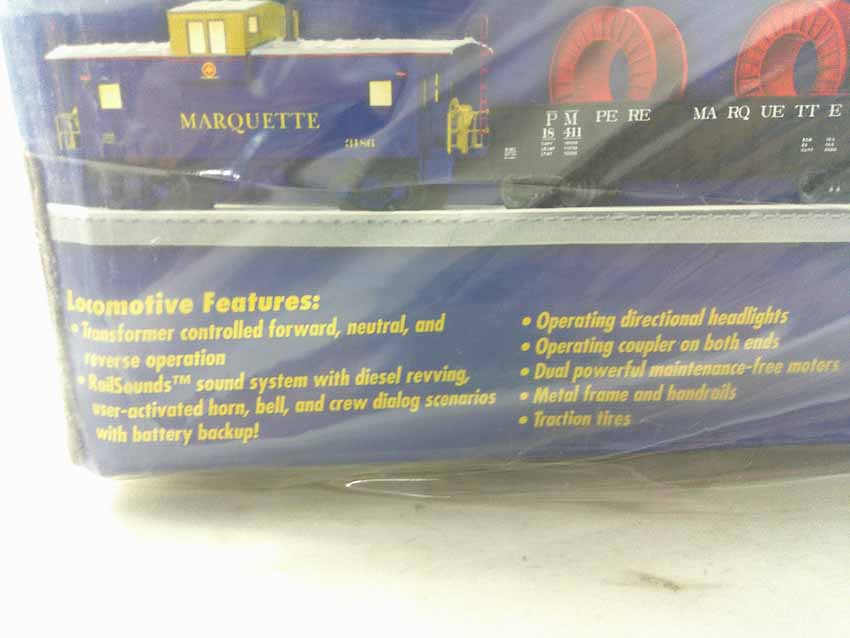 MARQUETTE
3186
PM PERE MARQUETTE
18 411
Locomotive Features:
• Transformer controlled forward, neutral, and
reverse operation
• RailSounds™ sound system with diesel revving,
user-activated horn, bell, and crew dialog scenarios
with battery backup!
• Operating directional headlights
• Operating coupler on both ends
• Dual powerful maintenance-free motors
• Metal frame and handrails
• Traction tires